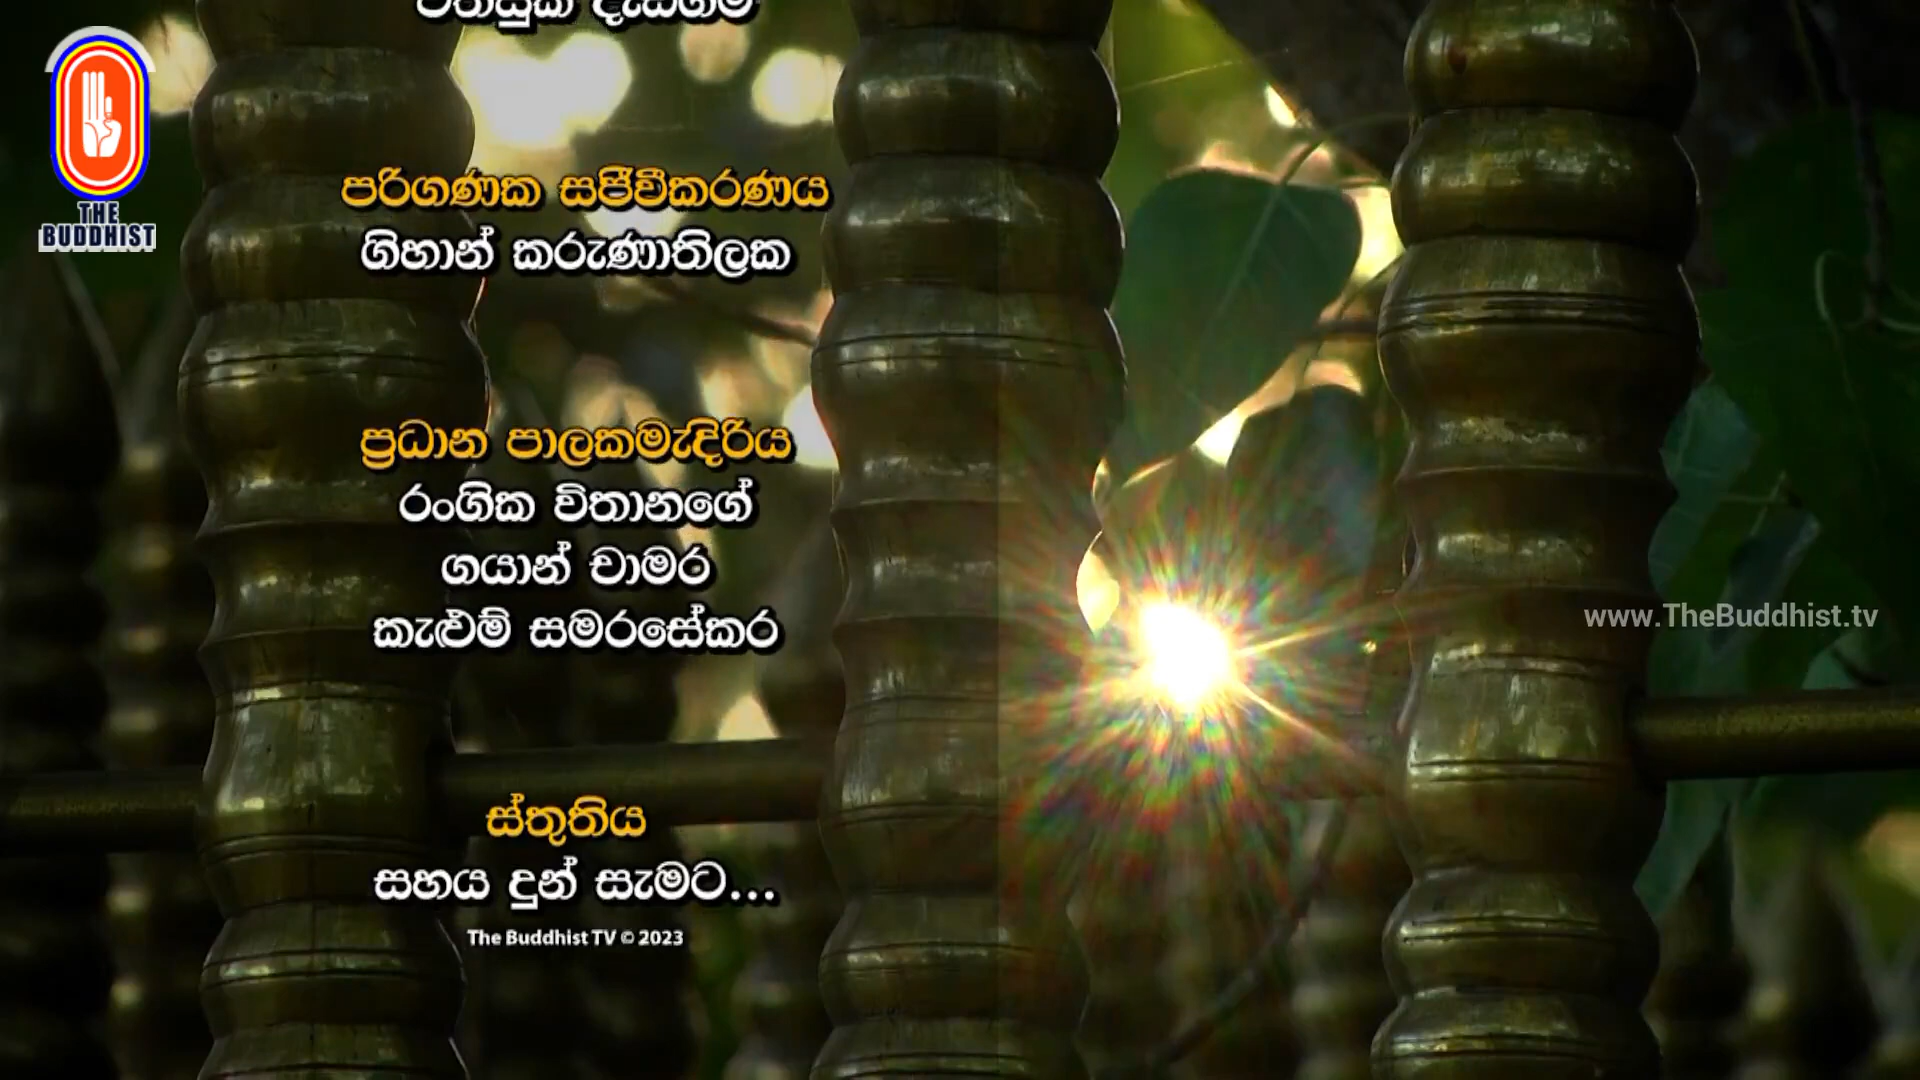 THE
BUDDHIST
පරිගණක සජීවීකරණය
ගිහාන් කරුණාතිලක
ප්‍රධාන පාලකමැදිරිය
රංගික විතානගේ
ගයාන් චාමර
කැළුම් සමරසේකර
www.TheBuddhist.tv
ස්තුතිය
සහය දුන් සැමට...
The Buddhist TV © 2023